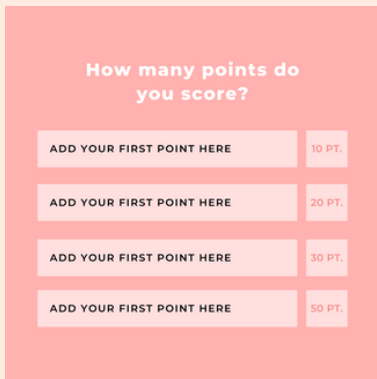 How many points do
you score?
ADD YOUR FIRST POINT HERE 10 PT.
ADD YOUR FIRST POINT HERE 20 PT.
ADD YOUR FIRST POINT HERE 30 PT.
ADD YOUR FIRST POINT HERE 50 PT.